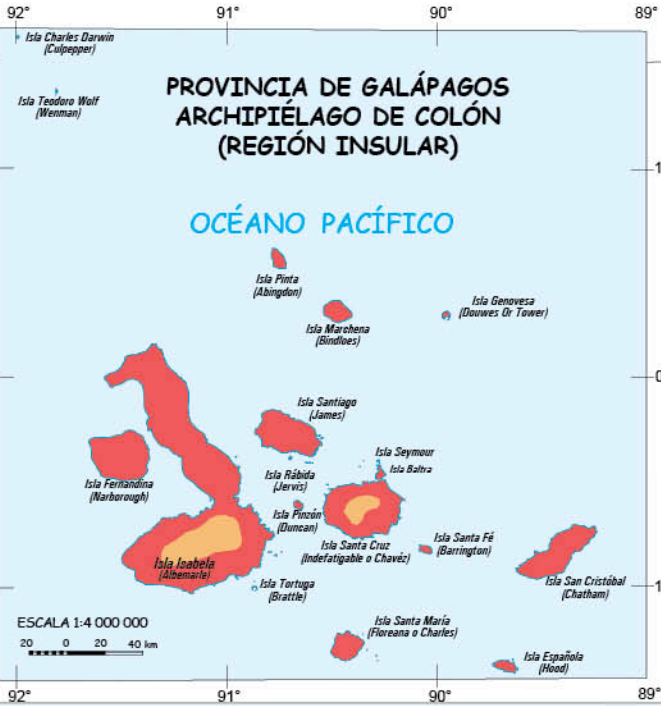 92°
91°
90°
89°
Isla Charles Darwin
(Culpepper)
Isla Teodoro Wolf
(Wenman)
PROVINCIA DE GALÁPAGOS
ARCHIPIÉLAGO DE COLÓN
(REGIÓN INSULAR)
1
OCÉANO PACÍFICO
Isla Pinta
(Abingdon)
Isla Genovesa
(Douwes Or Tower)
Isla Marchena
(Bindloes)
0
Isla Santiago
(James)
Isla Seymour
Isla Baltra
Isla Rábida
(Jervis)
Isla Fernandina
(Narborough)
Isla Pinzón
(Duncan)
Isla Santa Cruz
(Indefatigable o Chavéz)
Isla Santa Fé
(Barrington)
Isla Isabela
(Albemarle)
Isla Tortuga
(Brattle)
Isla San Cristóbal
(Chatham)
1
ESCALA 1:4 000 000
20 0 20 40 km
Isla Santa María
(Floreana o Charles)
Isla Española
(Hood)
92°
91°
90°
89°